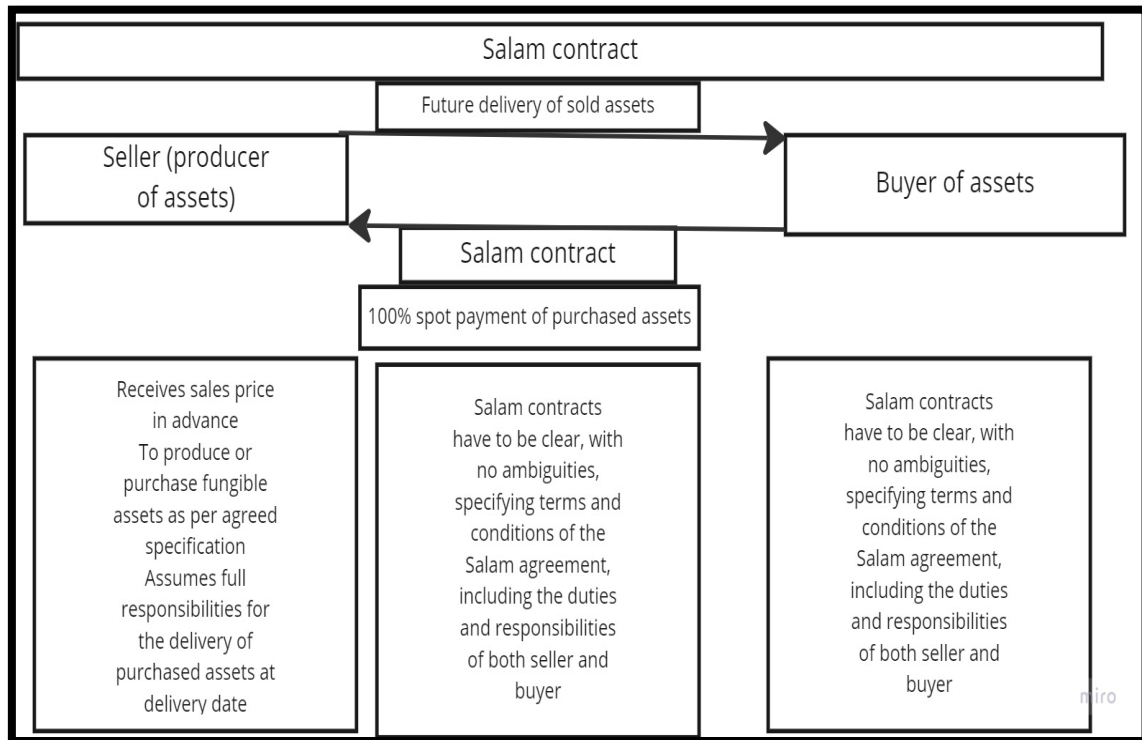 Salam contract
Future delivery of sold assets
Seller (producer
of assets)
Buyer of assets
Salam contract
100% spot payment of purchased assets
Receives sales price
in advance
To produce or
purchase fungible
assets as per agreed
specification
Assumes full
responsibilities for
the delivery of
purchased assets at
delivery date
Salam contracts
have to be clear, with
no ambiguities,
specifying terms and
conditions of the
Salam agreement,
including the duties
and responsibilities
of both seller and
buyer
Salam contracts
have to be clear, with
no ambiguities,
specifying terms and
conditions of the
Salam agreement,
including the duties
and responsibilities
of both seller and
buyer
miro